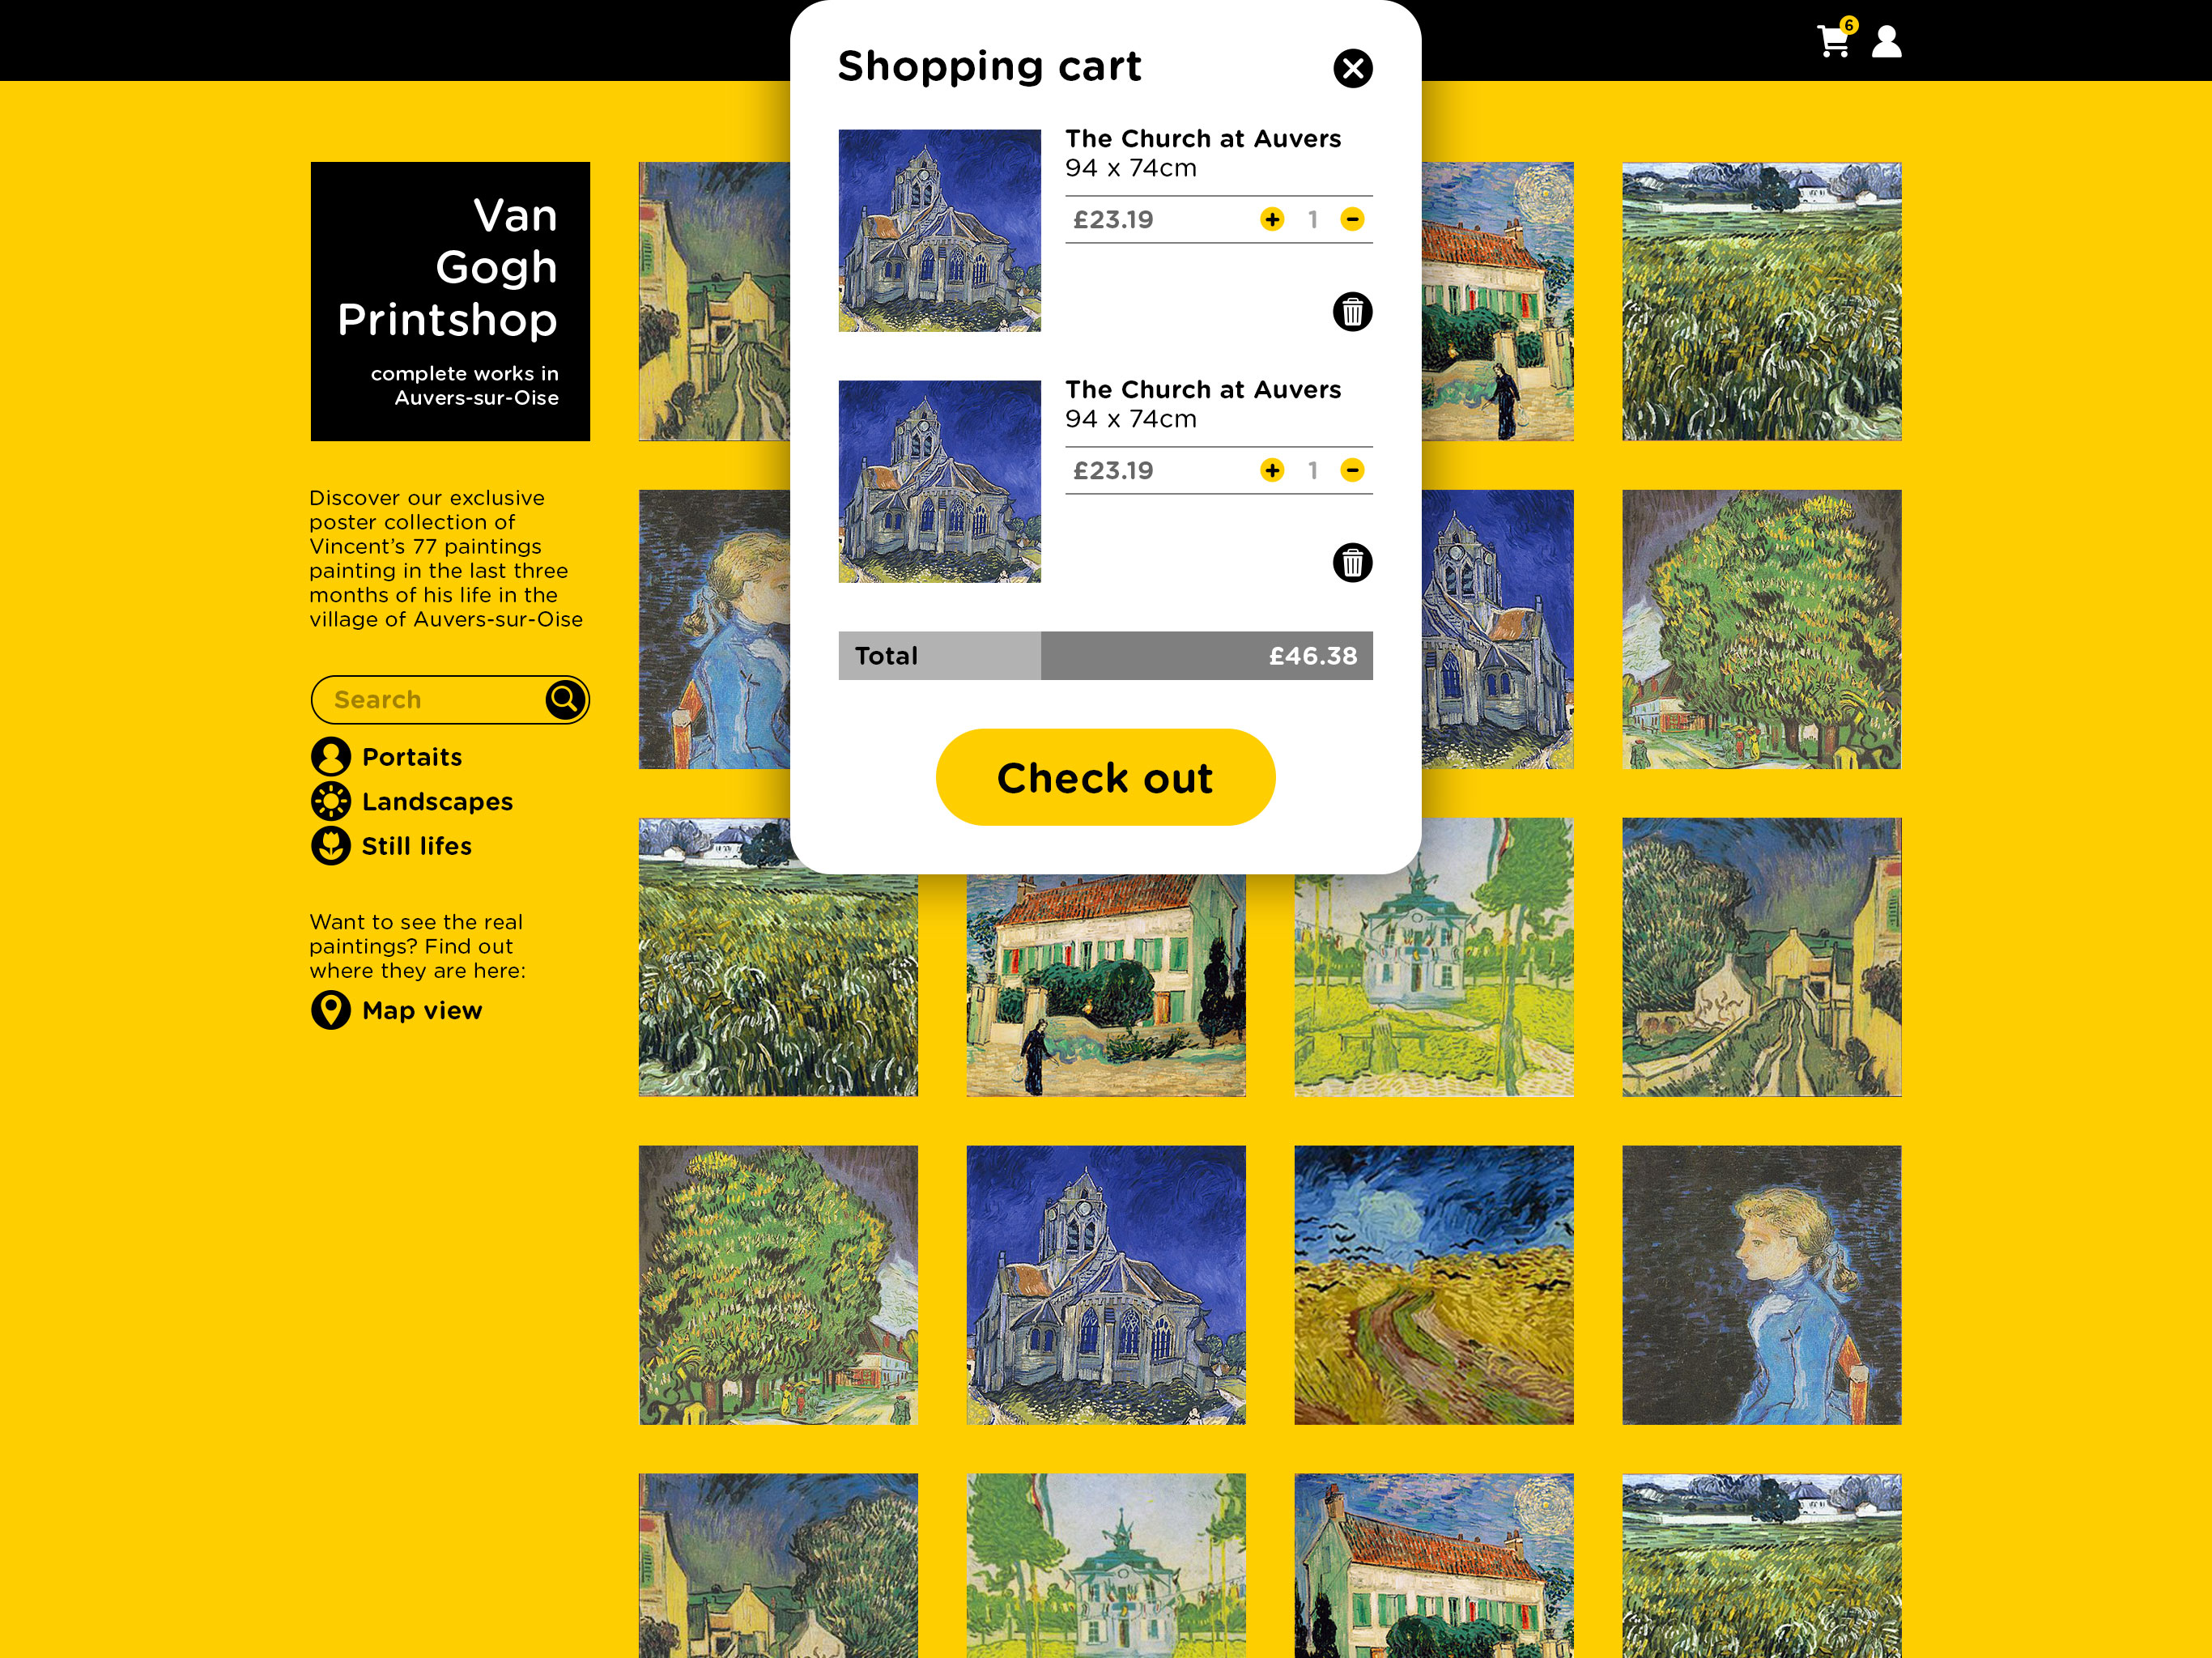 6
Shopping cart
The Church at Auvers
94 x 74cm
£23.19
1
The Church at Auvers
94 x 74cm
£23.19
1
Total
£46.38
Check out
Van
Gogh
Printshop
complete works in
Auvers-sur-Oise
Discover our exclusive
poster collection of
Vincent’s 77 paintings
painting in the last three
months of his life in the
village of Auvers-sur-Oise
Search
Portaits
Landscapes
Still lifes
Want to see the real
paintings? Find out
where they are here:
Map view